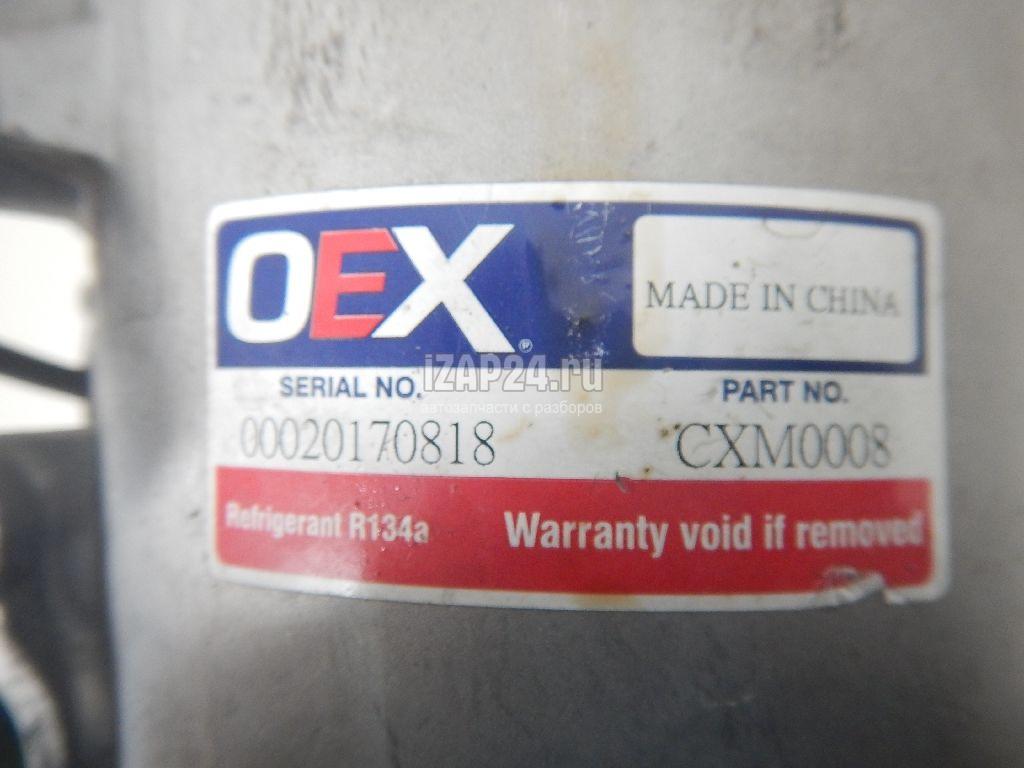 OEX
MADE IN CHINA
SERIAL NO.
PART NO.
iZAP24.ru
автозапчасти с разборов
00020170818
CXM0008
Refrigerant R134a
Warranty void if removed